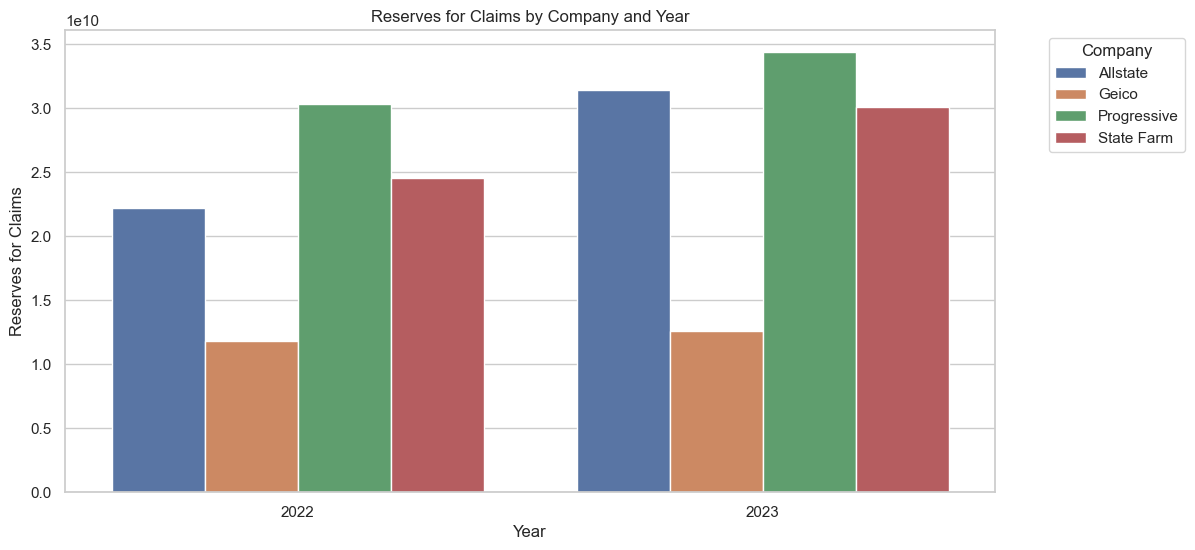 Reserves for Claims by Company and Year
1e10
3.5
3.0
2.5
2.0
1.5
1.0
0.5
0.0
Reserves for Claims
2022
2023
Year
Company
Allstate
Geico
Progressive
State Farm